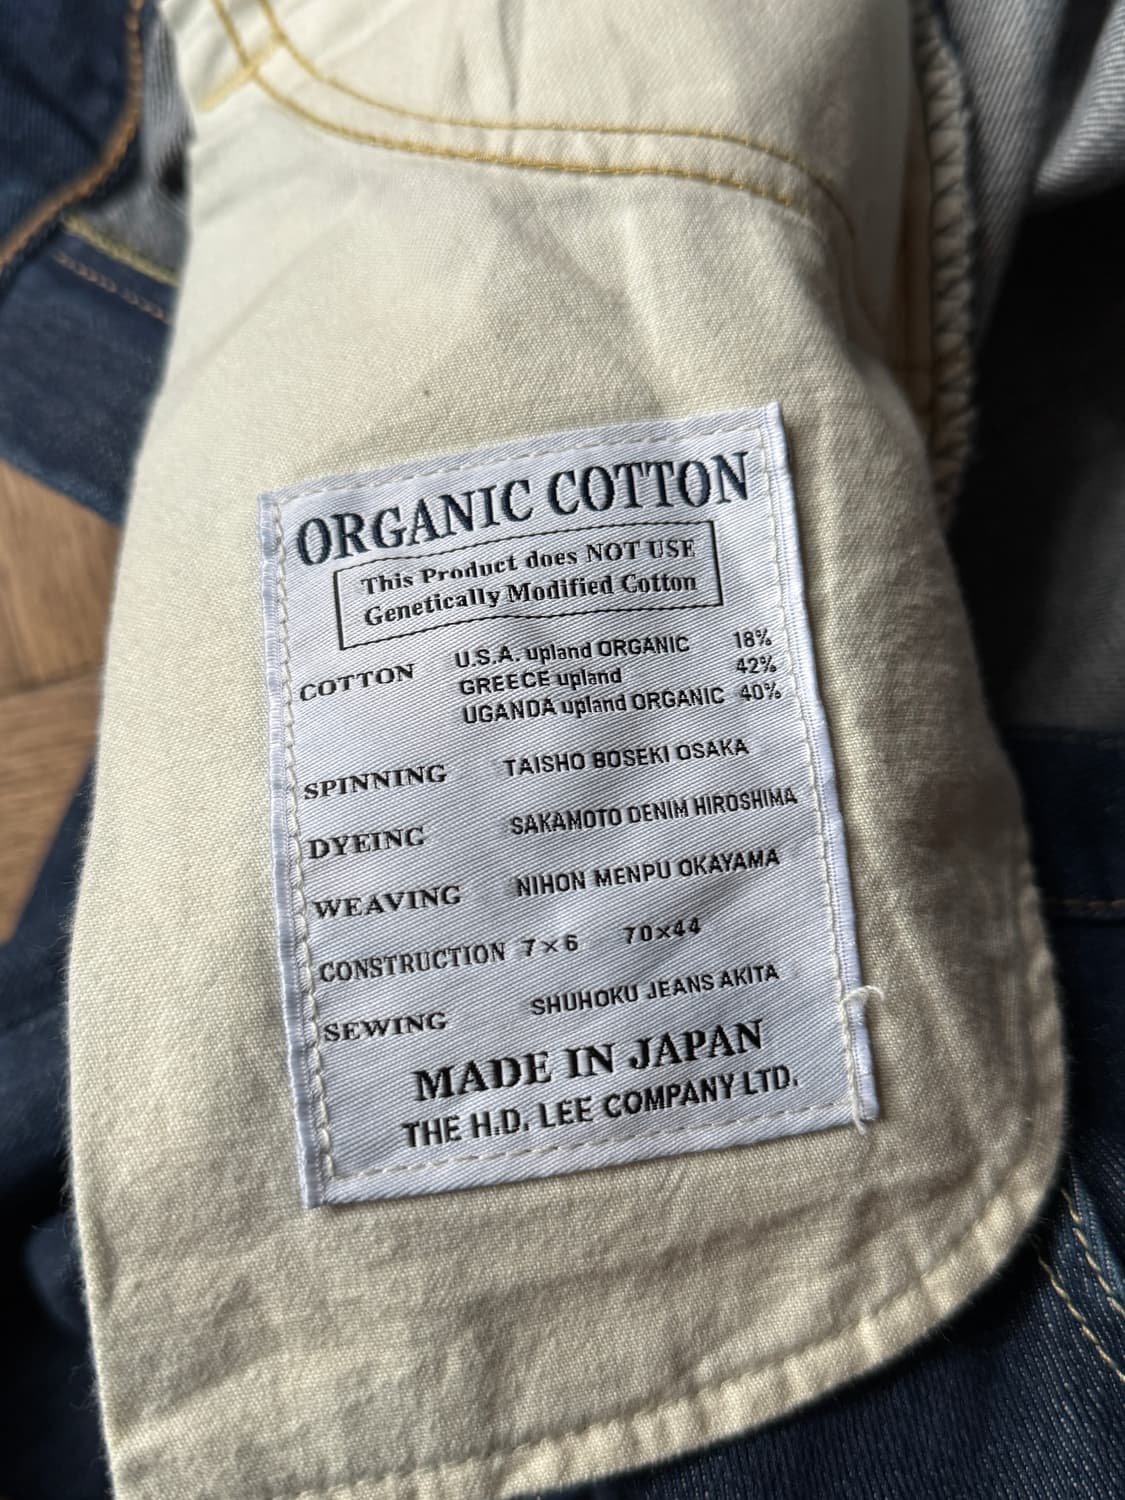 ORGANIC COTTON
This Product does NOT USE
Genetically Modified Cotton
COTTON U.S.A. upland ORGANIC 18%
GREECE upland 42%
UGANDA upland ORGANIC 40%
SPINNING TAISHO BOSEKI OSAKA
DYEING SAKAMOTO DENIM HIROSHIMA
WEAVING NIHON MENPU OKAYAMA
CONSTRUCTION 7×6 70×44
SEWING SHUHOKU JEANS AKITA
MADE IN JAPAN
THE H.D. LEE COMPANY LTD.